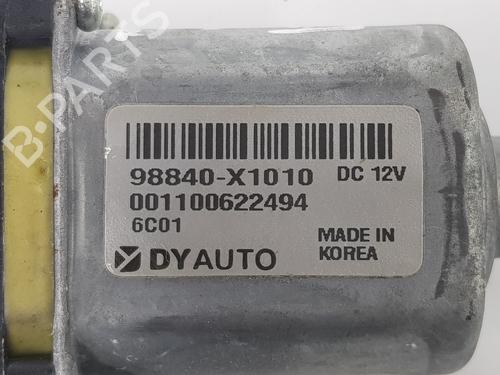 B-PARTS
98840-X1010 DC 12V
001100622494
6C01
DYAUTO
MADE IN
KOREA